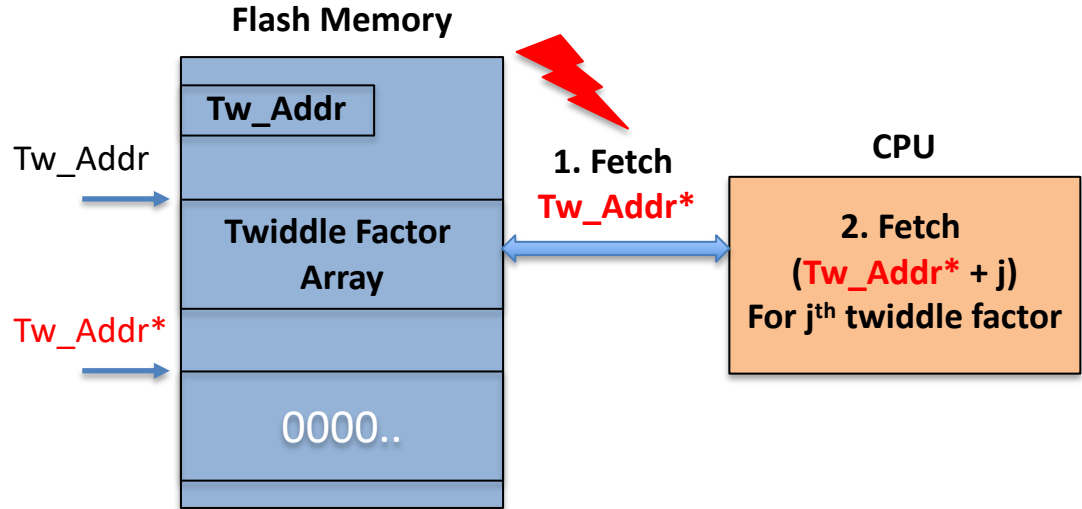 Flash Memory
Tw_Addr
Tw_Addr
Twiddle Factor
Array
Tw_Addr*
0000..
1. Fetch
Tw_Addr*
CPU
2. Fetch
(Tw_Addr* + j)
For jᵗʰ twiddle factor